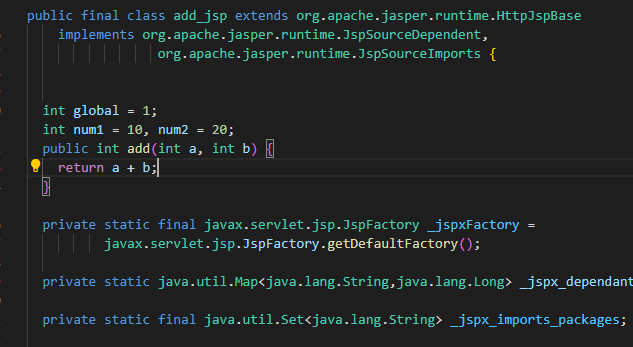 public final class add_jsp extends org.apache.jasper.runtime.HttpJspBase
implements org.apache.jasper.runtime.JspSourceDependent,
org.apache.jasper.runtime.JspSourceImports {
int global = 1;
int num1 = 10, num2 = 20;
public int add(int a, int b) {
return a + b;
}
private static final javax.servlet.jsp.JspFactory _jspxFactory =
javax.servlet.jsp.JspFactory.getDefaultFactory();
private static java.util.Map<java.lang.String,java.lang.Long> _jspx_dependant
private static final java.util.Set<java.lang.String> _jspx_imports_packages;